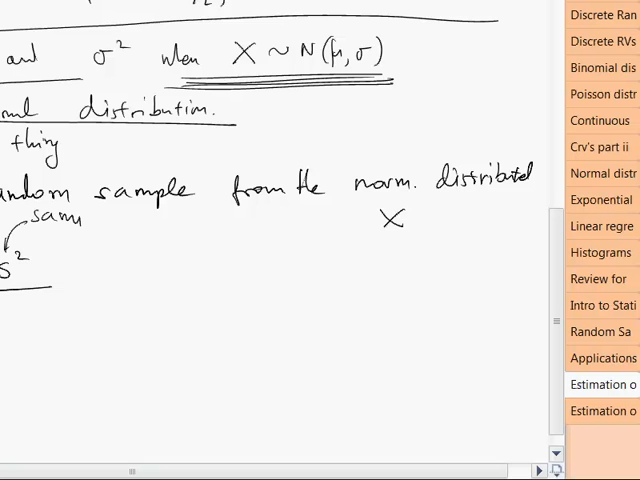 and σ² when X ~ N(μ, σ)
distribution.
thing
random sample from the norm. distributed
X
S²
Discrete Ran
Discrete RVs
Binomial dis
Poisson distr
Continuous
Crv's part ii
Normal distr
Exponential
Linear regre
Histograms
Review for
Intro to Stati
Random Sa
Applications
Estimation o
Estimation o